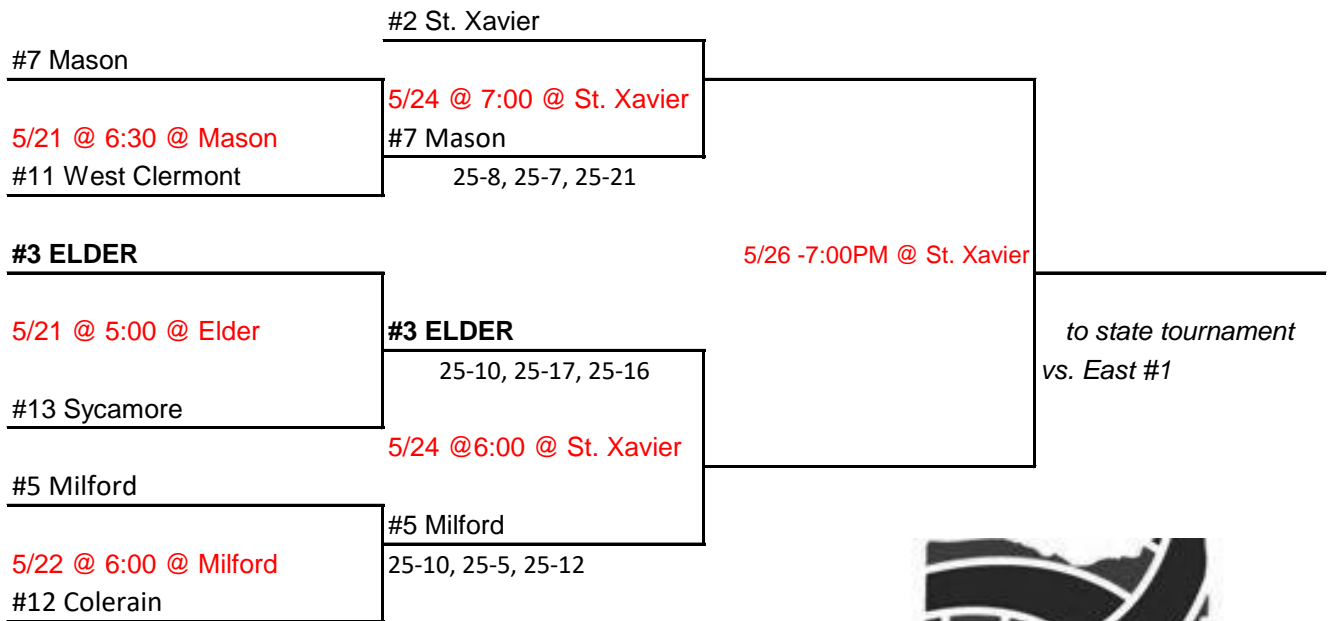 #2 St. Xavier
#7 Mason
5/24 @ 7:00 @ St. Xavier
5/21 @ 6:30 @ Mason
#7 Mason
#11 West Clermont
25-8, 25-7, 25-21
#3 ELDER
5/26 -7:00PM @ St. Xavier
5/21 @ 5:00 @ Elder
#3 ELDER
to state tournament
25-10, 25-17, 25-16
vs. East #1
#13 Sycamore
5/24 @6:00 @ St. Xavier
#5 Milford
#5 Milford
5/22 @ 6:00 @ Milford
25-10, 25-5, 25-12
#12 Colerain